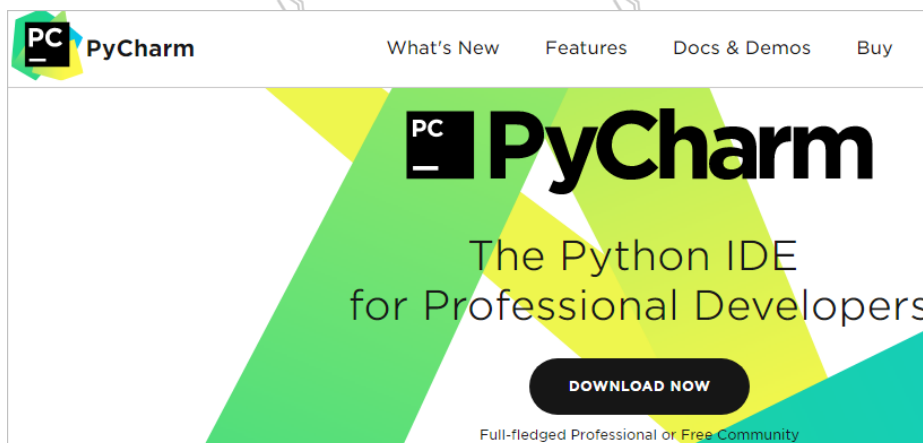 PC PyCharm What's New Features Docs & Demos Buy
PC PyCharm
The Python IDE
for Professional Developers
DOWNLOAD NOW
Full-fledged Professional or Free Community